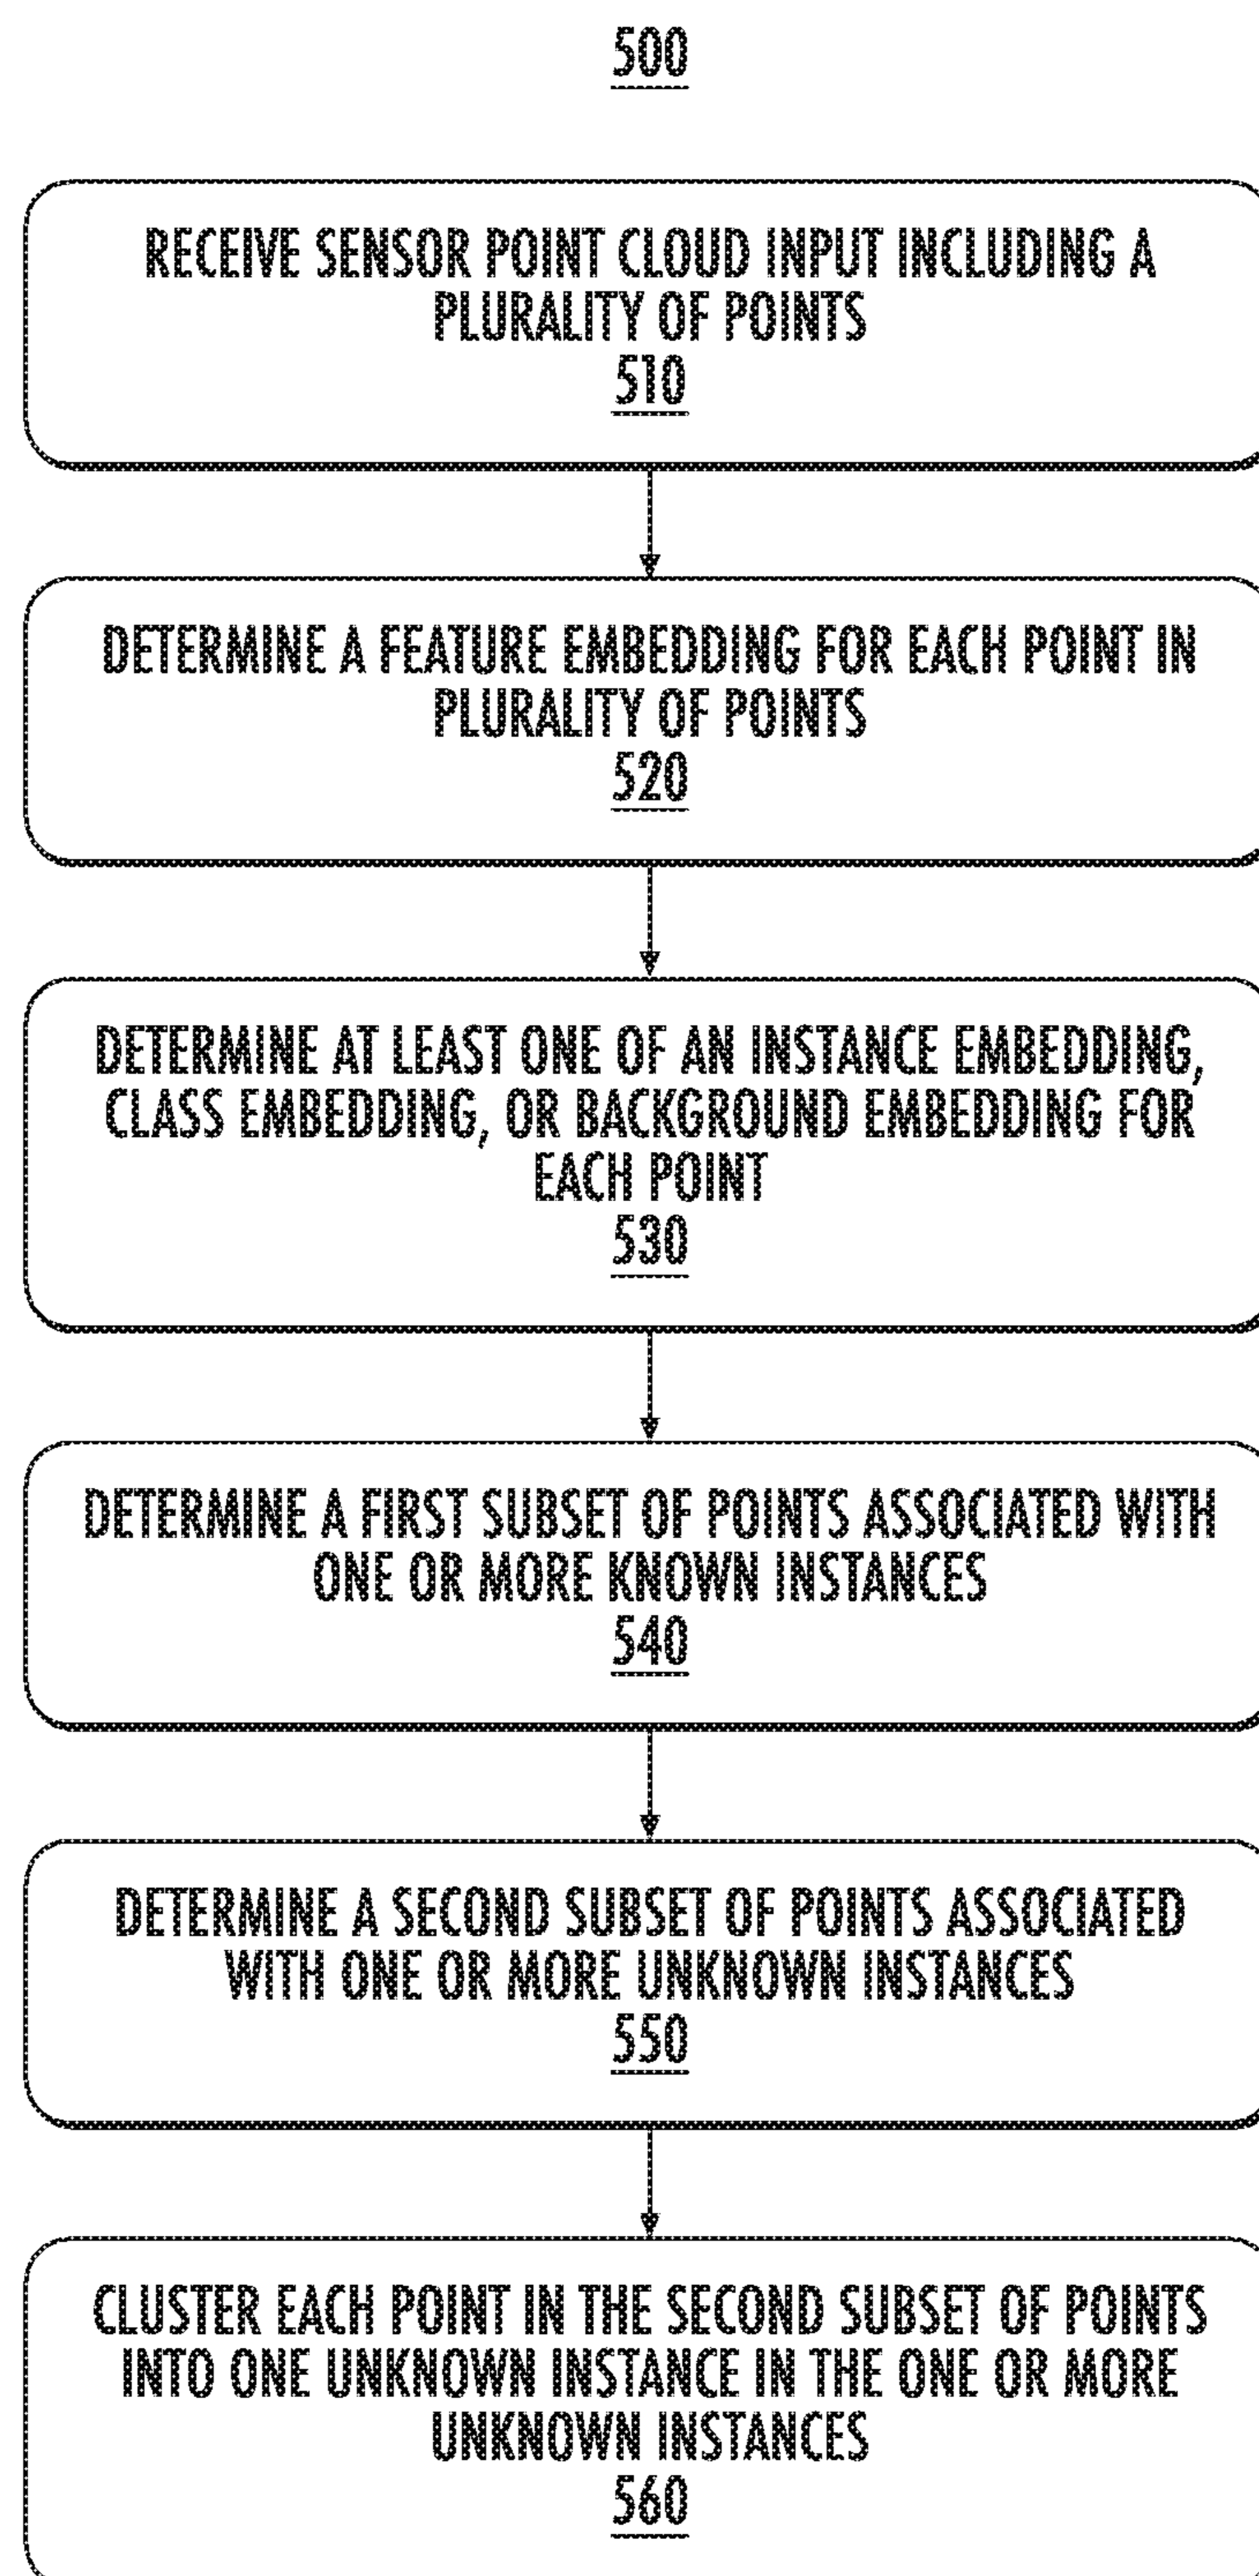 500
RECEIVE SENSOR POINT CLOUD INPUT INCLUDING A
PLURALITY OF POINTS
510
DETERMINE A FEATURE EMBEDDING FOR EACH POINT IN
PLURALITY OF POINTS
520
DETERMINE AT LEAST ONE OF AN INSTANCE EMBEDDING,
CLASS EMBEDDING, OR BACKGROUND EMBEDDING FOR
EACH POINT
530
DETERMINE A FIRST SUBSET OF POINTS ASSOCIATED WITH
ONE OR MORE KNOWN INSTANCES
540
DETERMINE A SECOND SUBSET OF POINTS ASSOCIATED
WITH ONE OR MORE UNKNOWN INSTANCES
550
CLUSTER EACH POINT IN THE SECOND SUBSET OF POINTS
INTO ONE UNKNOWN INSTANCE IN THE ONE OR MORE
UNKNOWN INSTANCES
560